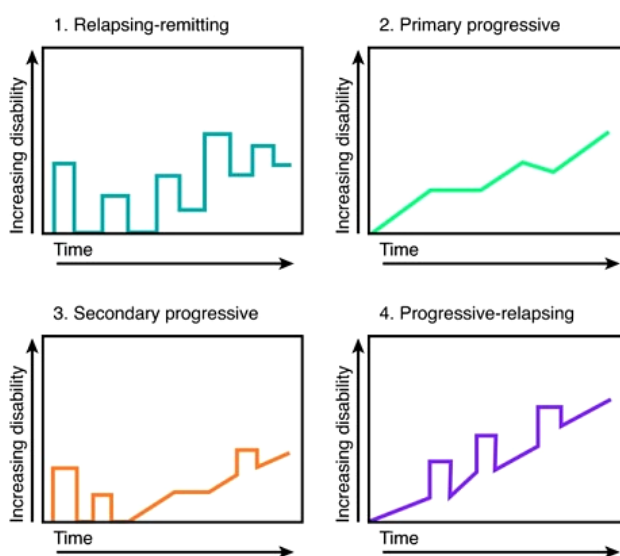 1. Relapsing-remitting
Increasing disability
Time
2. Primary progressive
Increasing disability
Time
3. Secondary progressive
Increasing disability
Time
4. Progressive-relapsing
Increasing disability
Time